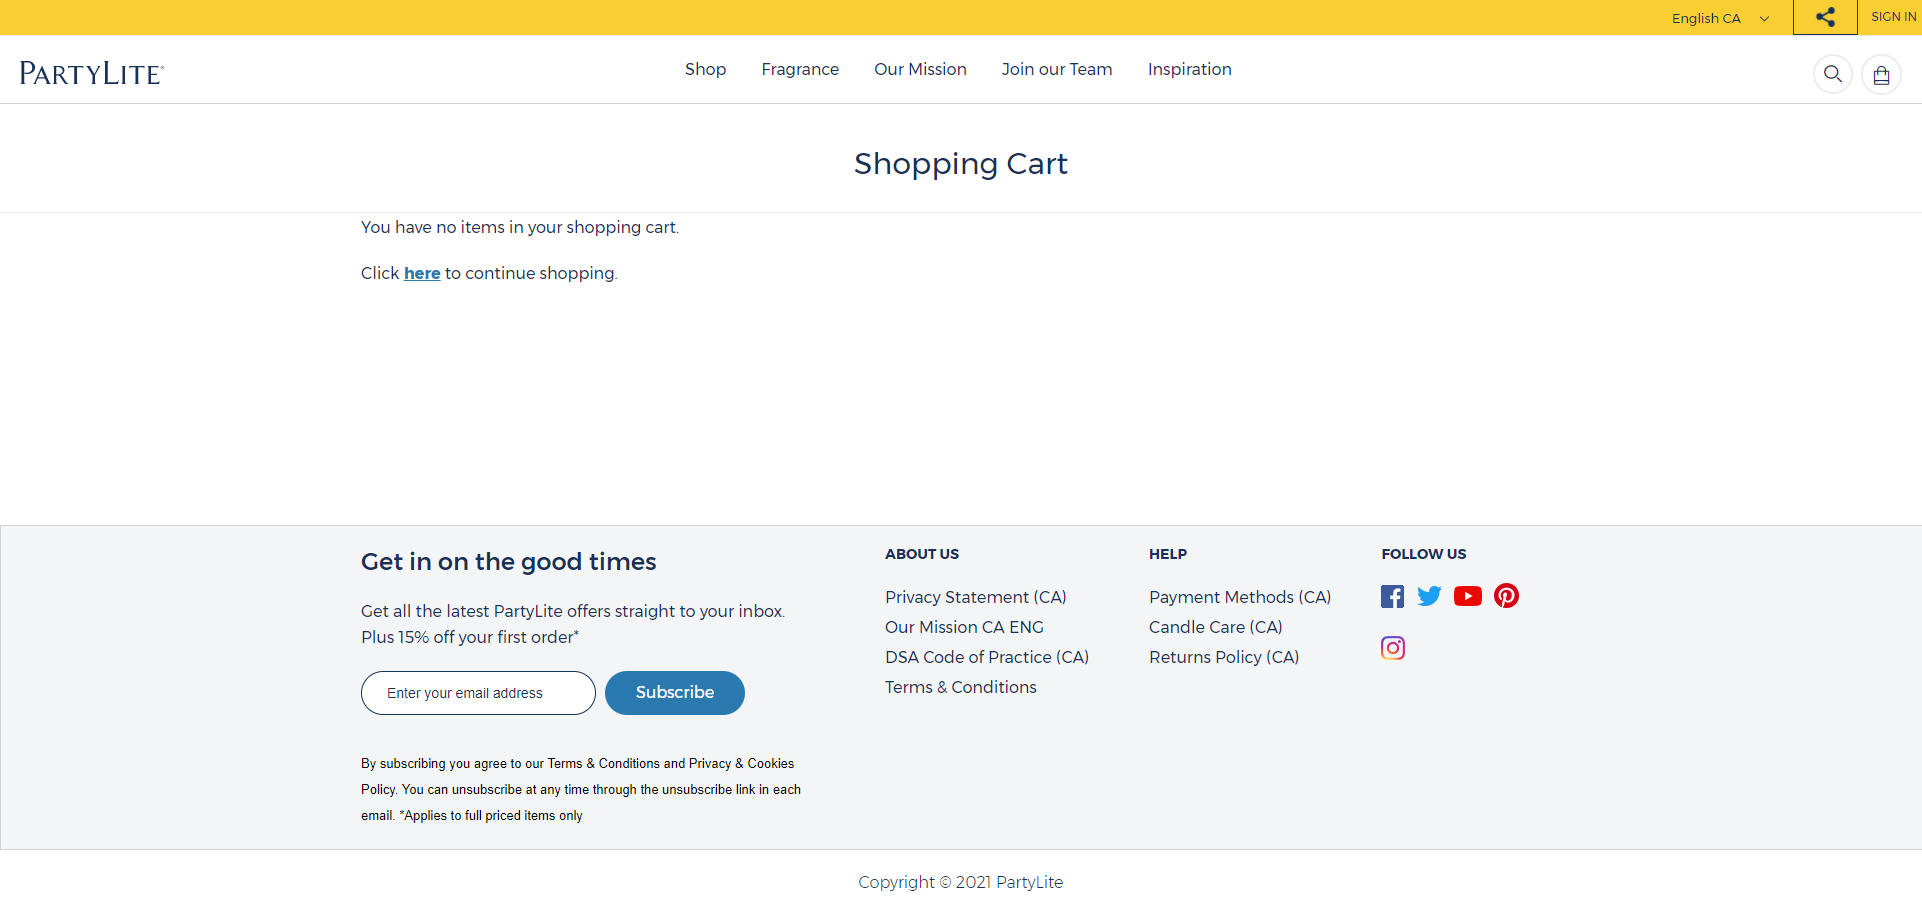 English CA
SIGN IN
PARTYLITE®
Shop
Fragrance
Our Mission
Join our Team
Inspiration
Shopping Cart
You have no items in your shopping cart.
Click here to continue shopping.
Get in on the good times
Get all the latest PartyLite offers straight to your inbox.
Plus 15% off your first order*
Enter your email address
Subscribe
By subscribing you agree to our Terms & Conditions and Privacy & Cookies
Policy. You can unsubscribe at any time through the unsubscribe link in each
email. *Applies to full priced items only
ABOUT US
Privacy Statement (CA)
Our Mission CA ENG
DSA Code of Practice (CA)
Terms & Conditions
HELP
Payment Methods (CA)
Candle Care (CA)
Returns Policy (CA)
FOLLOW US
Copyright © 2021 PartyLite